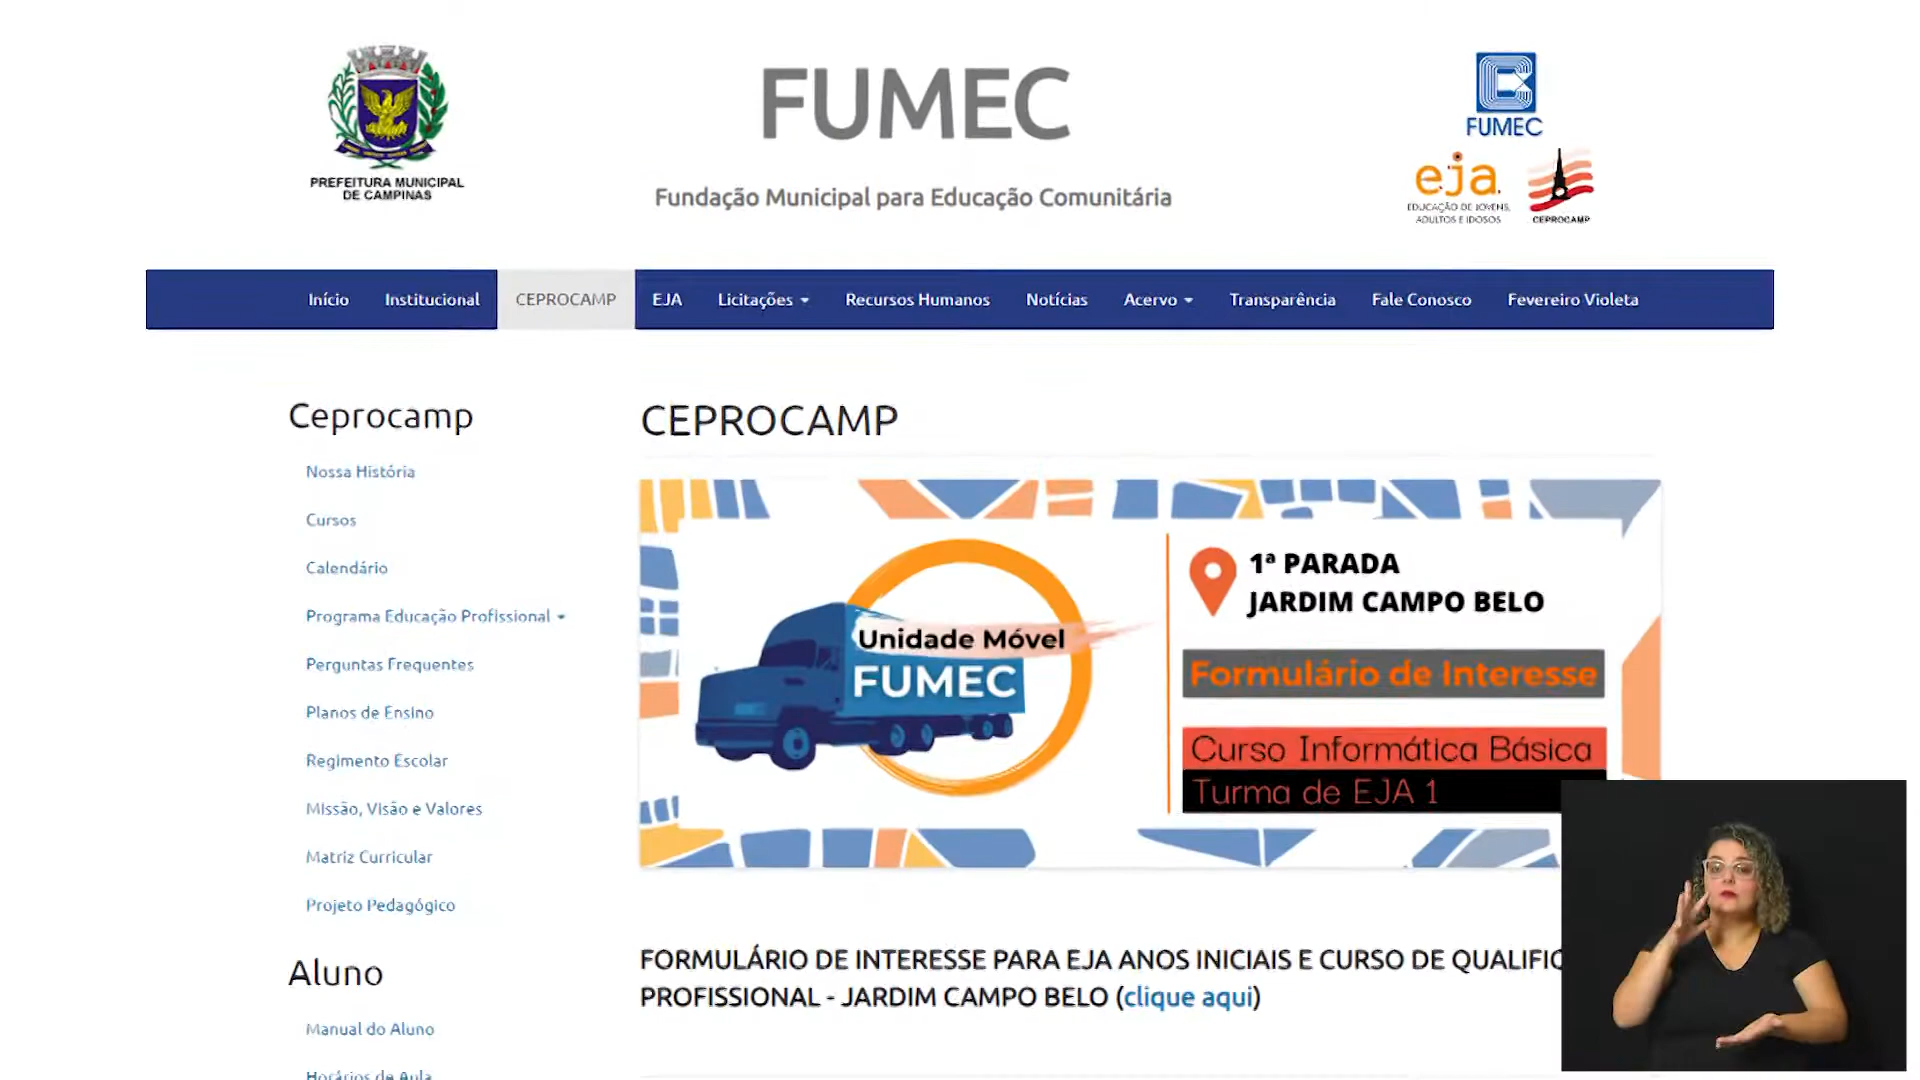 PREFEITURA MUNICIPAL
DE CAMPINAS
FUMEC
Fundação Municipal para Educação Comunitária
FUMEC
eja
EDUCAÇÃO DE JOVENS,
ADULTOS E IDOSOS
CEPROCAMP
Início Institucional CEPROCAMP EJA Licitações Recursos Humanos Notícias Acervo Transparência Fale Conosco Fevereiro Violeta
Ceprocamp
Nossa História
Cursos
Calendário
Programa Educação Profissional
Perguntas Frequentes
Planos de Ensino
Regimento Escolar
Missão, Visão e Valores
Matriz Curricular
Projeto Pedagógico
Aluno
Manual do Aluno
Horários de Aula
CEPROCAMP
Unidade Móvel
FUMEC
1ª PARADA
JARDIM CAMPO BELO
Formulário de Interesse
Curso Informática Básica
Turma de EJA 1
FORMULÁRIO DE INTERESSE PARA EJA ANOS INICIAIS E CURSO DE QUALIFIC
PROFISSIONAL - JARDIM CAMPO BELO (clique aqui)